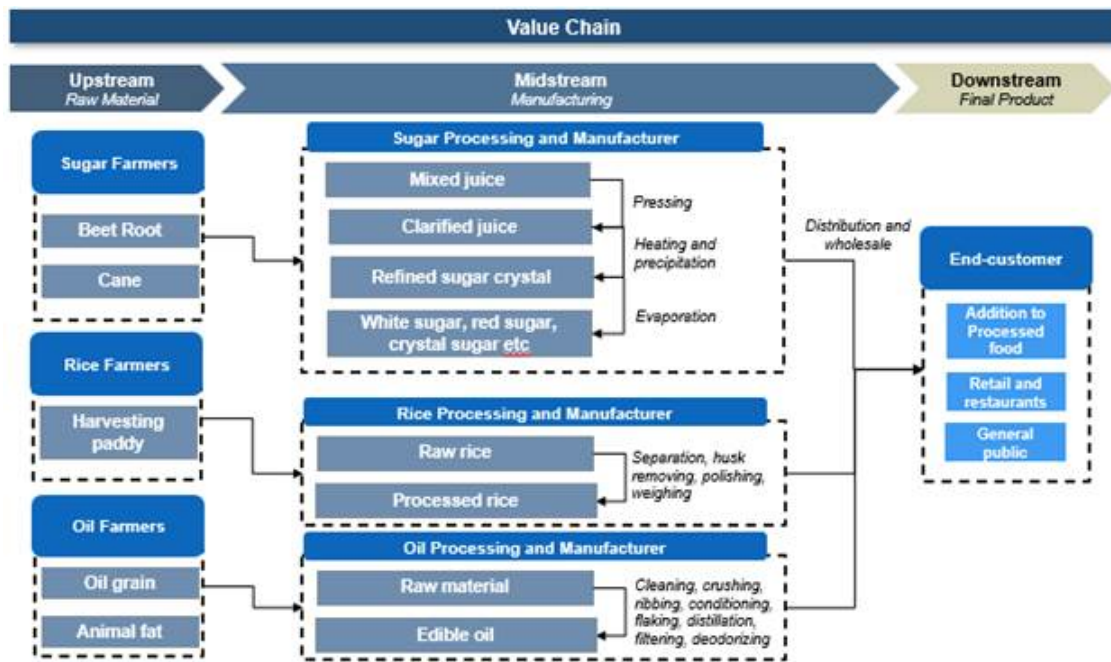 Value Chain
Upstream
Raw Material
Midstream
Manufacturing
Downstream
Final Product
Sugar Farmers
Beet Root
Cane
Rice Farmers
Harvesting
paddy
Oil Farmers
Oil grain
Animal fat
Sugar Processing and Manufacturer
Mixed juice
Clarified juice
Refined sugar crystal
White sugar, red sugar,
crystal sugar etc
Pressing
Heating and
precipitation
Evaporation
Rice Processing and Manufacturer
Raw rice
Processed rice
Separation, husk
removing, polishing,
weighing
Oil Processing and Manufacturer
Raw material
Edible oil
Cleaning, crushing,
ribbing, conditioning,
flaking, distillation,
filtering, deodorizing
Distribution and
wholesale
End-customer
Addition to
Processed
food
Retail and
restaurants
General
public